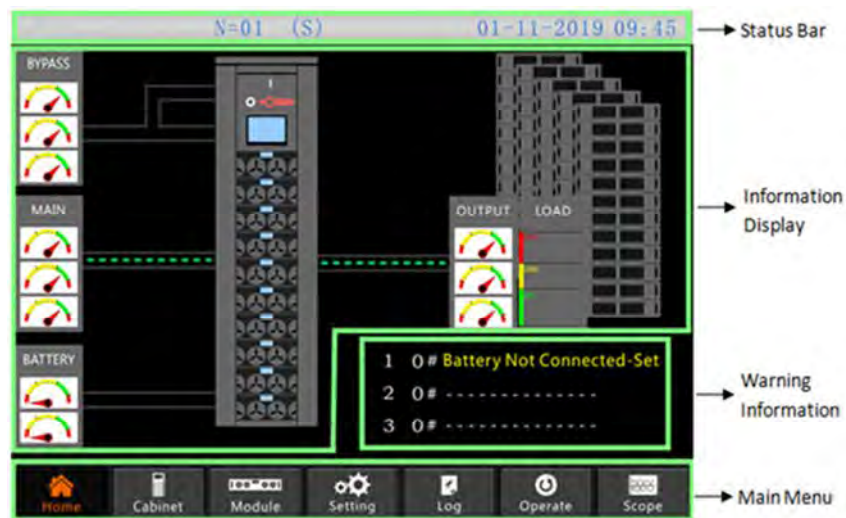 N=01 (S) 01-11-2019 09:45
Status Bar
BYPASS
MAIN
OUTPUT LOAD
Information
Display
BATTERY
1 0# Battery Not Connected-Set
2 0# - - - - - - - - - - - - - -
3 0# - - - - - - - - - - - - - -
Warning
Information
Home Cabinet Module Setting Log Operate Scope
Main Menu